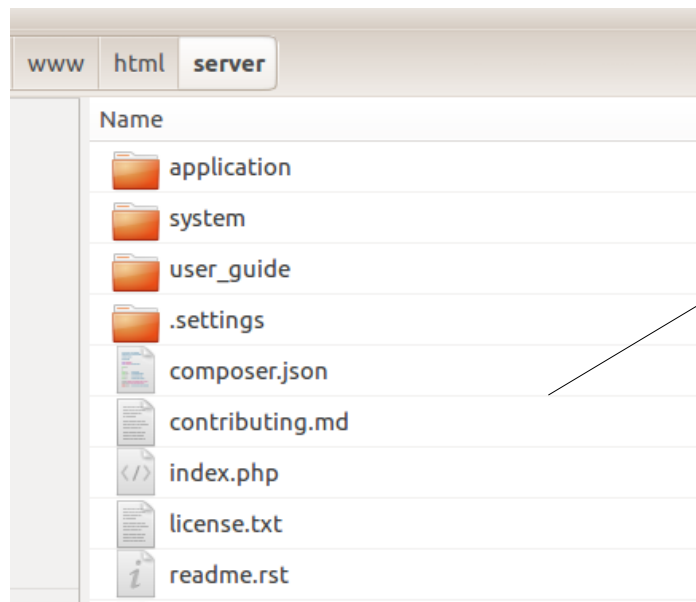 www html server
Name
application
system
user_guide
.settings
composer.json
contributing.md
index.php
license.txt
readme.rst